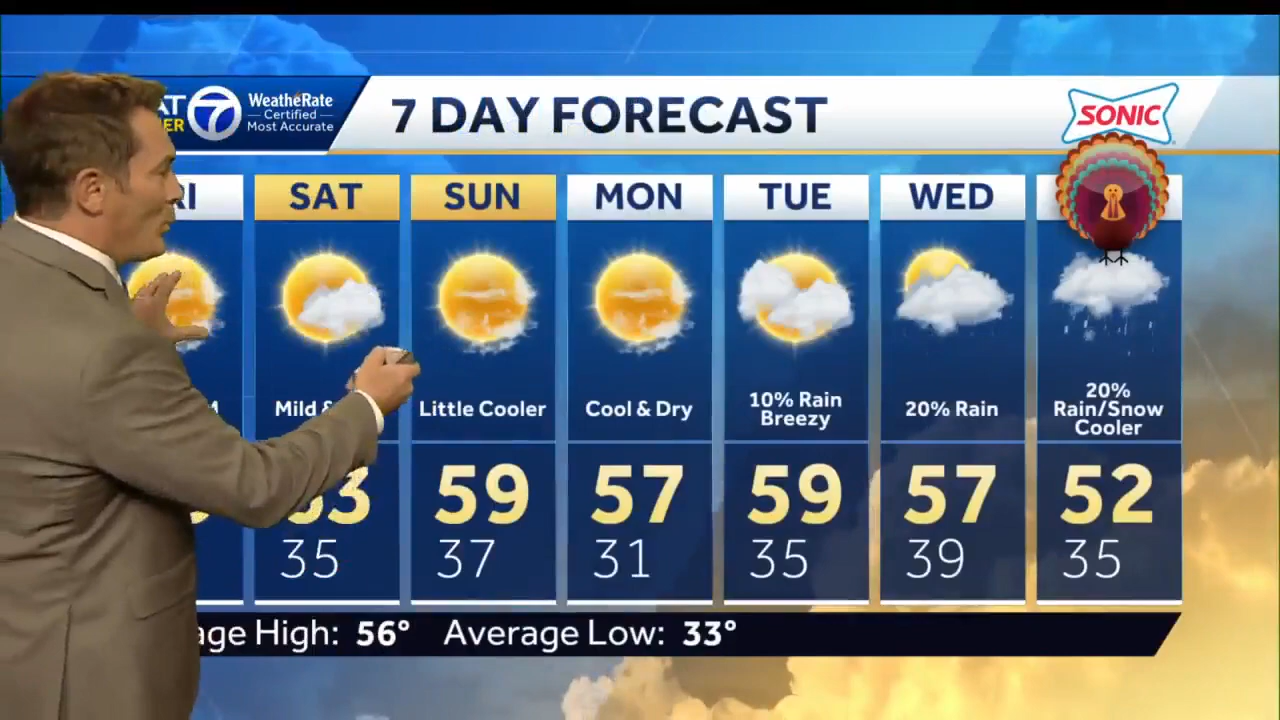 WeatheRate
Certified
Most Accurate
7
7 DAY FORECAST
SONIC
SAT
SUN
MON
TUE
WED
Mild &
Little Cooler
Cool & Dry
10% Rain
Breezy
20% Rain
20%
Rain/Snow
Cooler
59
57
59
57
52
35
37
31
35
39
35
High: 56° Average Low: 33°